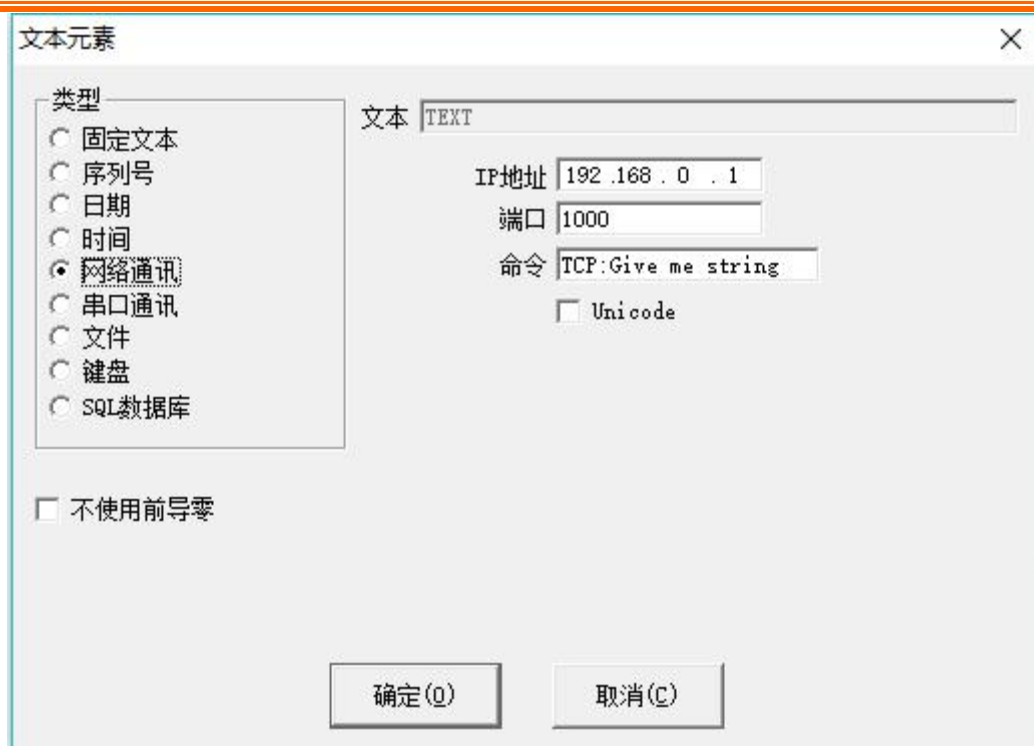 文本元素
类型
固定文本
序列号
日期
时间
网络通讯
串口通讯
文件
键盘
SQL数据库
文本 TEXT
IP地址 192 .168 . 0 . 1
端口 1000
命令 TCP:Give me string
Unicode
不使用前导零
确定(O)
取消(C)